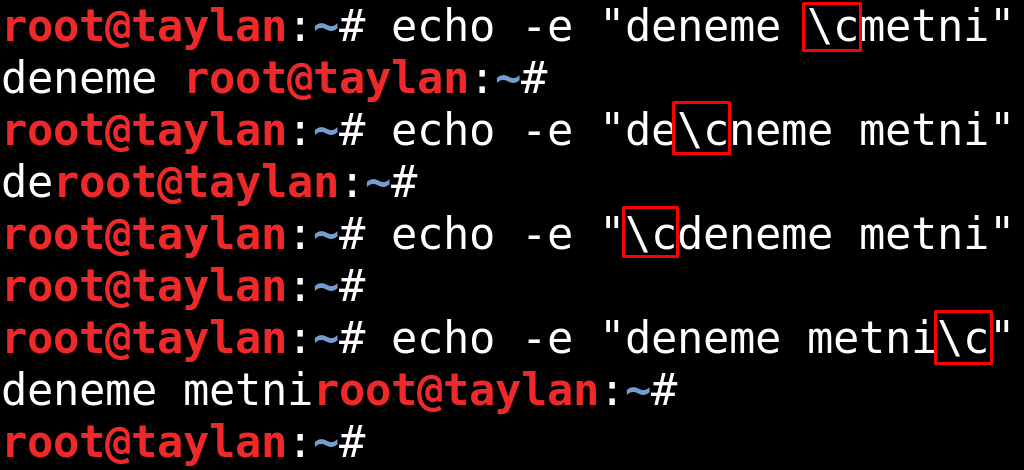 root@taylan:~# echo -e "deneme \cmetni"
deneme root@taylan:~#
root@taylan:~# echo -e "de\cneme metni"
deroot@taylan:~#
root@taylan:~# echo -e "\cdeneme metni"
root@taylan:~#
root@taylan:~# echo -e "deneme metni\c"
deneme metniroot@taylan:~#
root@taylan:~#